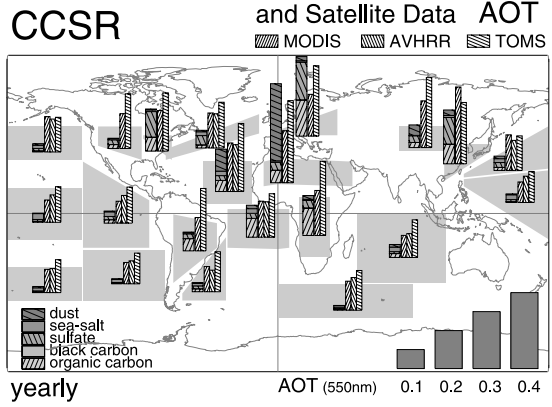 CCSR and Satellite Data AOT
MODIS AVHRR TOMS
dust
sea-salt
sulfate
black carbon
organic carbon
yearly AOT (550nm) 0.1 0.2 0.3 0.4